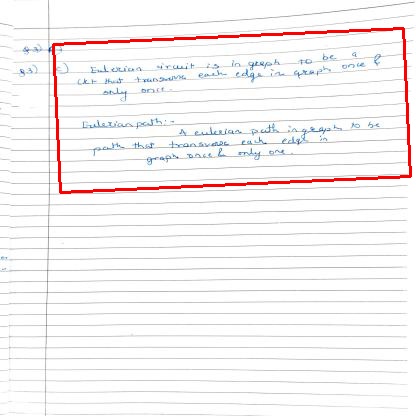 Q.3)
Q.3) C) Eulerian circuit is in graph to be a
ckt that transvers each edge in graph once &
only once.
Eulerian path:-
A eulerian path in graph to be
path that transverse each edge in
graph once & only one.